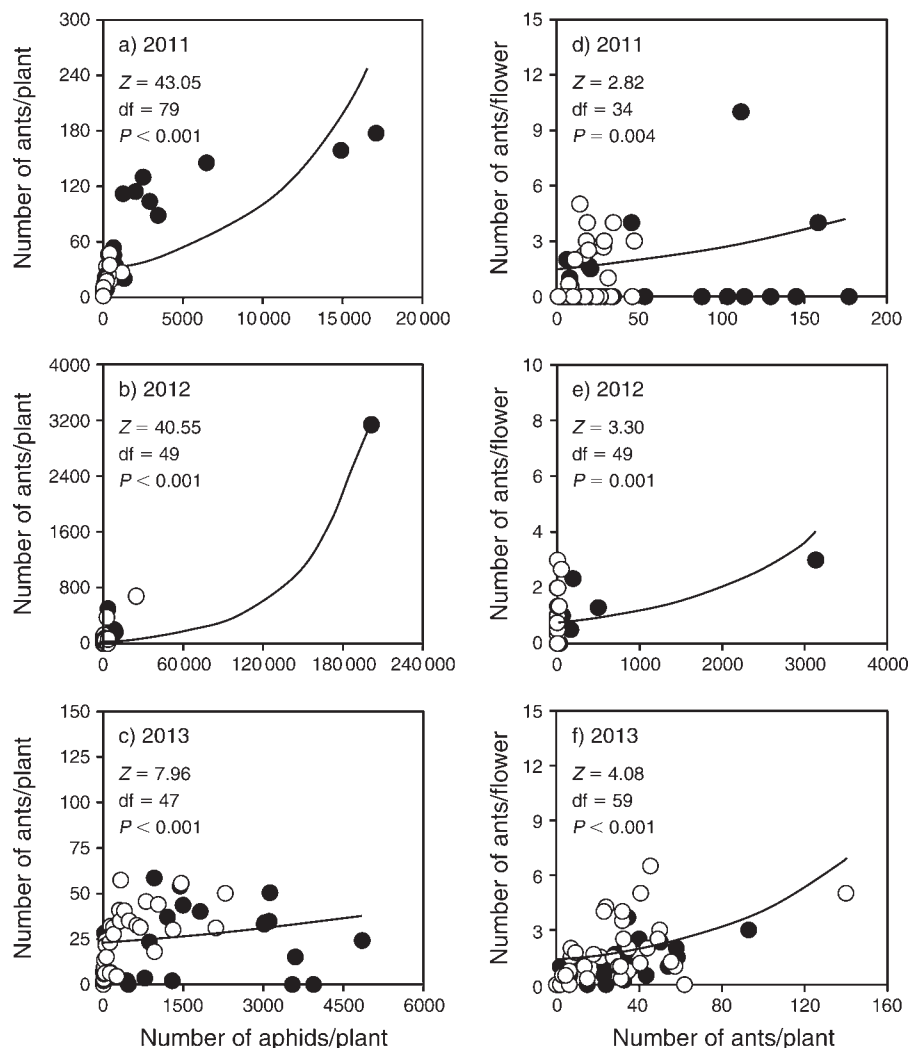 a) 2011
Z = 43.05
df = 79
P < 0.001
Number of ants/plant
300
240
180
120
60
0
0 5000 10 000 15 000 20 000
d) 2011
Z = 2.82
df = 34
P = 0.004
Number of ants/flower
15
12
9
6
3
0
0 50 100 150 200
b) 2012
Z = 40.55
df = 49
P < 0.001
Number of ants/plant
4000
3200
2400
1600
800
0
0 60 000 120 000 180 000 240 000
e) 2012
Z = 3.30
df = 49
P = 0.001
Number of ants/flower
10
8
6
4
2
0
0 1000 2000 3000 4000
c) 2013
Z = 7.96
df = 47
P < 0.001
Number of ants/plant
150
125
100
75
50
25
0
0 1500 3000 4500 6000
Number of aphids/plant
f) 2013
Z = 4.08
df = 59
P < 0.001
Number of ants/flower
15
12
9
6
3
0
0 40 80 120 160
Number of ants/plant